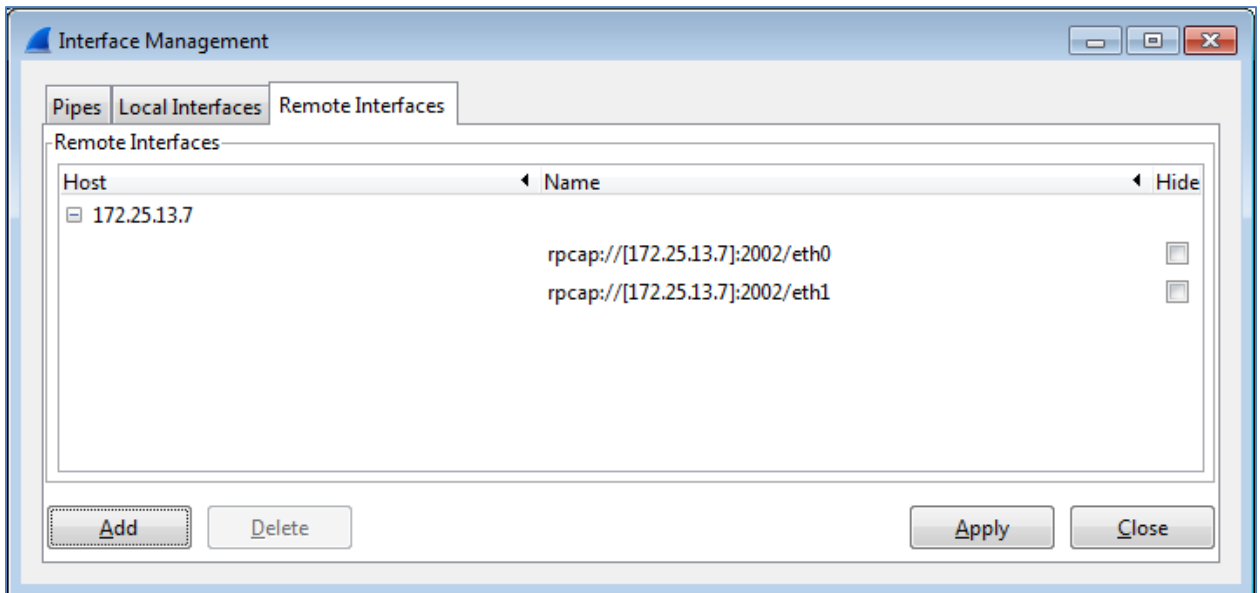 Interface Management
Pipes Local Interfaces Remote Interfaces
Remote Interfaces
Host Name Hide
172.25.13.7
rpcap://[172.25.13.7]:2002/eth0
rpcap://[172.25.13.7]:2002/eth1
Add Delete Apply Close